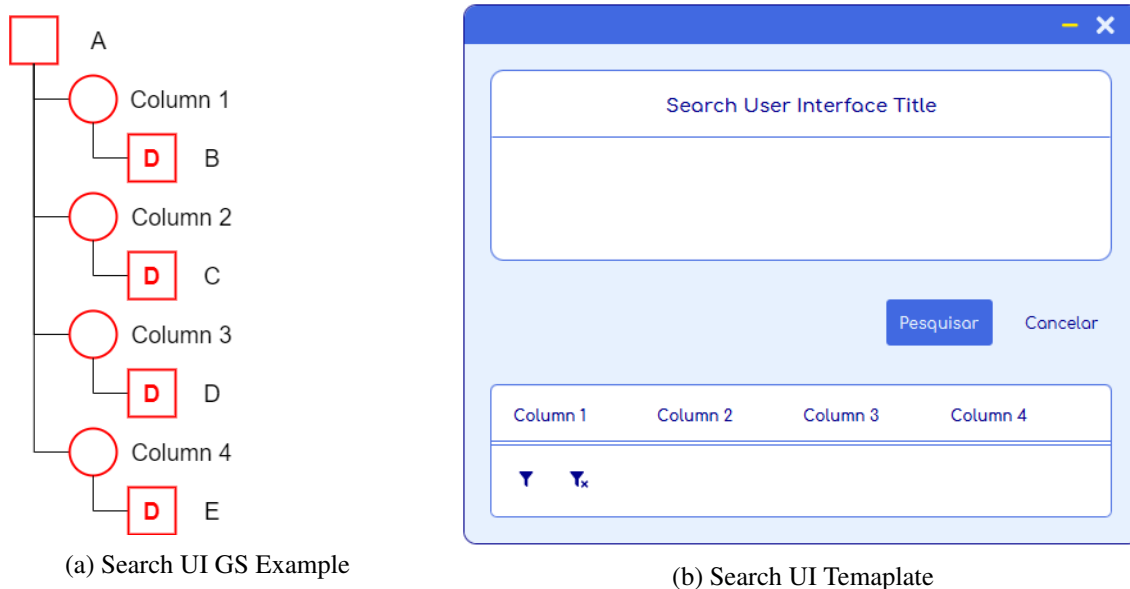 A
Column 1
D B
Column 2
D C
Column 3
D D
Column 4
D E
(a) Search UI GS Example
Search User Interface Title
Pesquisar Cancelar
Column 1 Column 2 Column 3 Column 4
(b) Search UI Temaplate